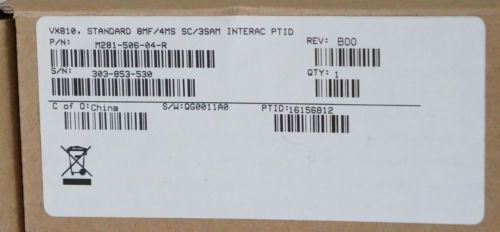 VX810, STANDARD 8MF/4MS SC/3SAM INTERAC PTID
P/N: M281-506-04-R REV: B00
S/N: 303-853-530 QTY: 1
C of O:China S/W:QG0011A0 PTID:16156812